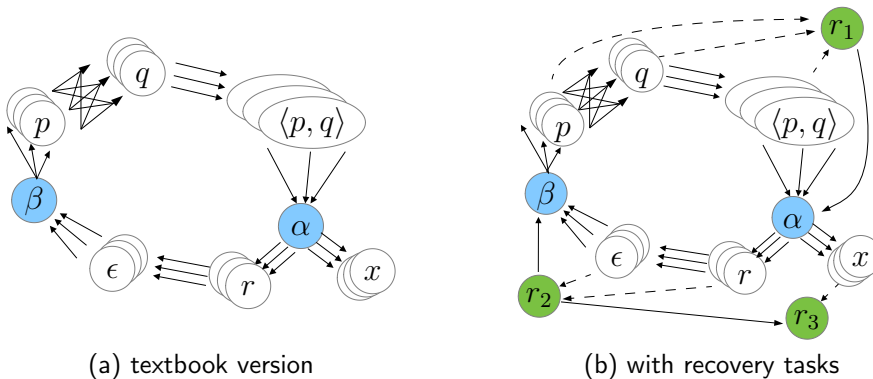 q
p
⟨p, q⟩
β
α
ϵ
r
x
(a) textbook version
r₁
q
p
⟨p, q⟩
β
α
ϵ
r
x
r₂
r₃
(b) with recovery tasks